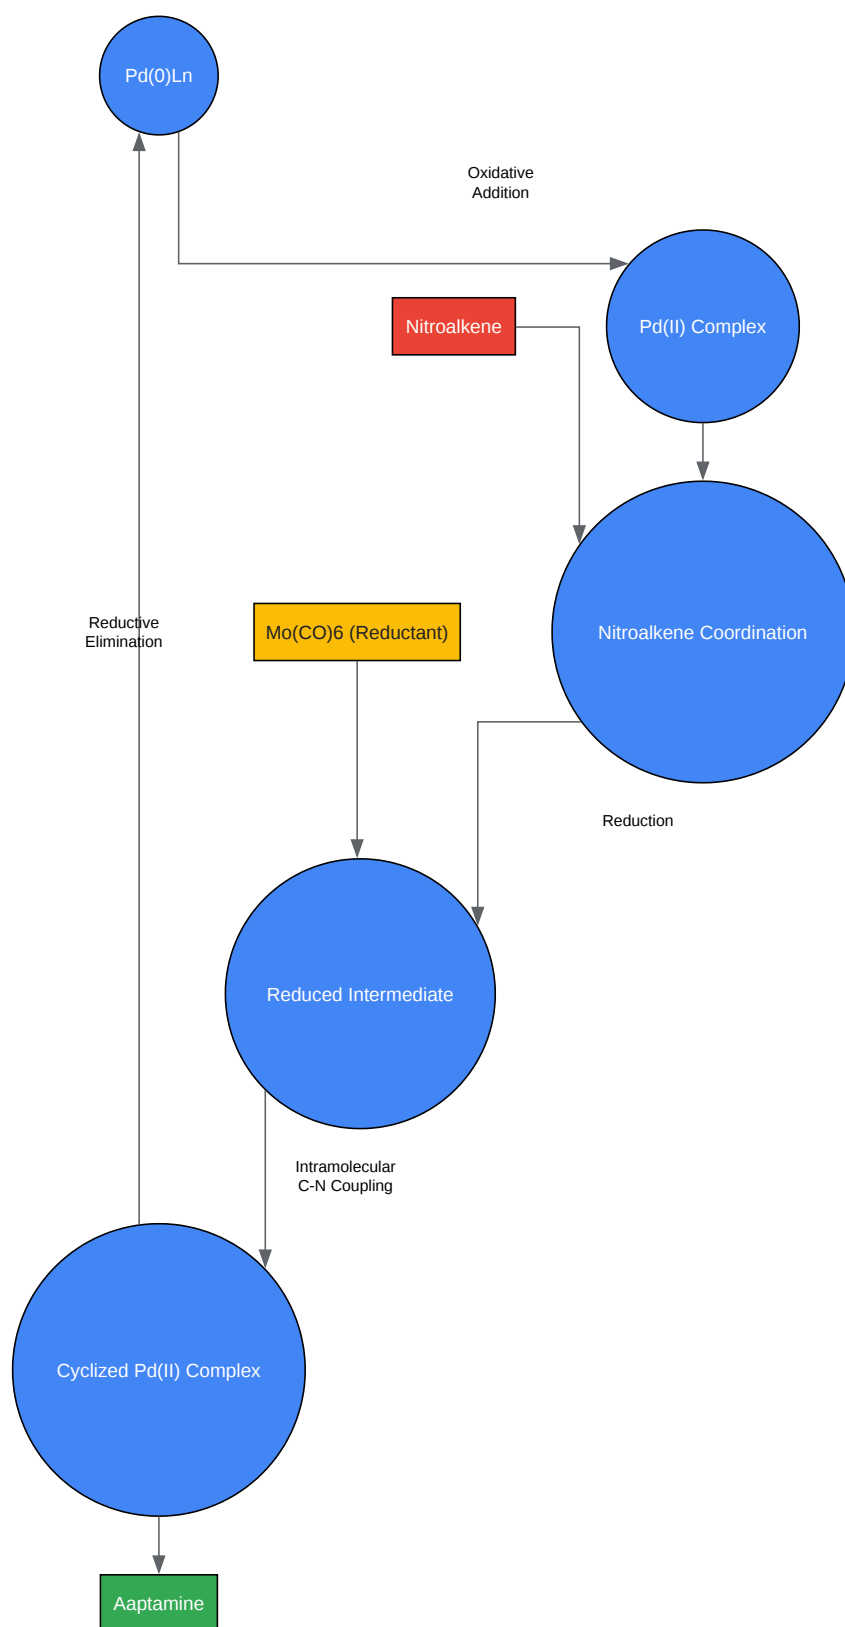 Pd(0)Ln
Oxidative
Addition
Nitroalkene
Pd(II) Complex
Reductive
Elimination
Mo(CO)6 (Reductant)
Nitroalkene Coordination
Reduction
Reduced Intermediate
Intramolecular
C-N Coupling
Cyclized Pd(II) Complex
Aaptamine